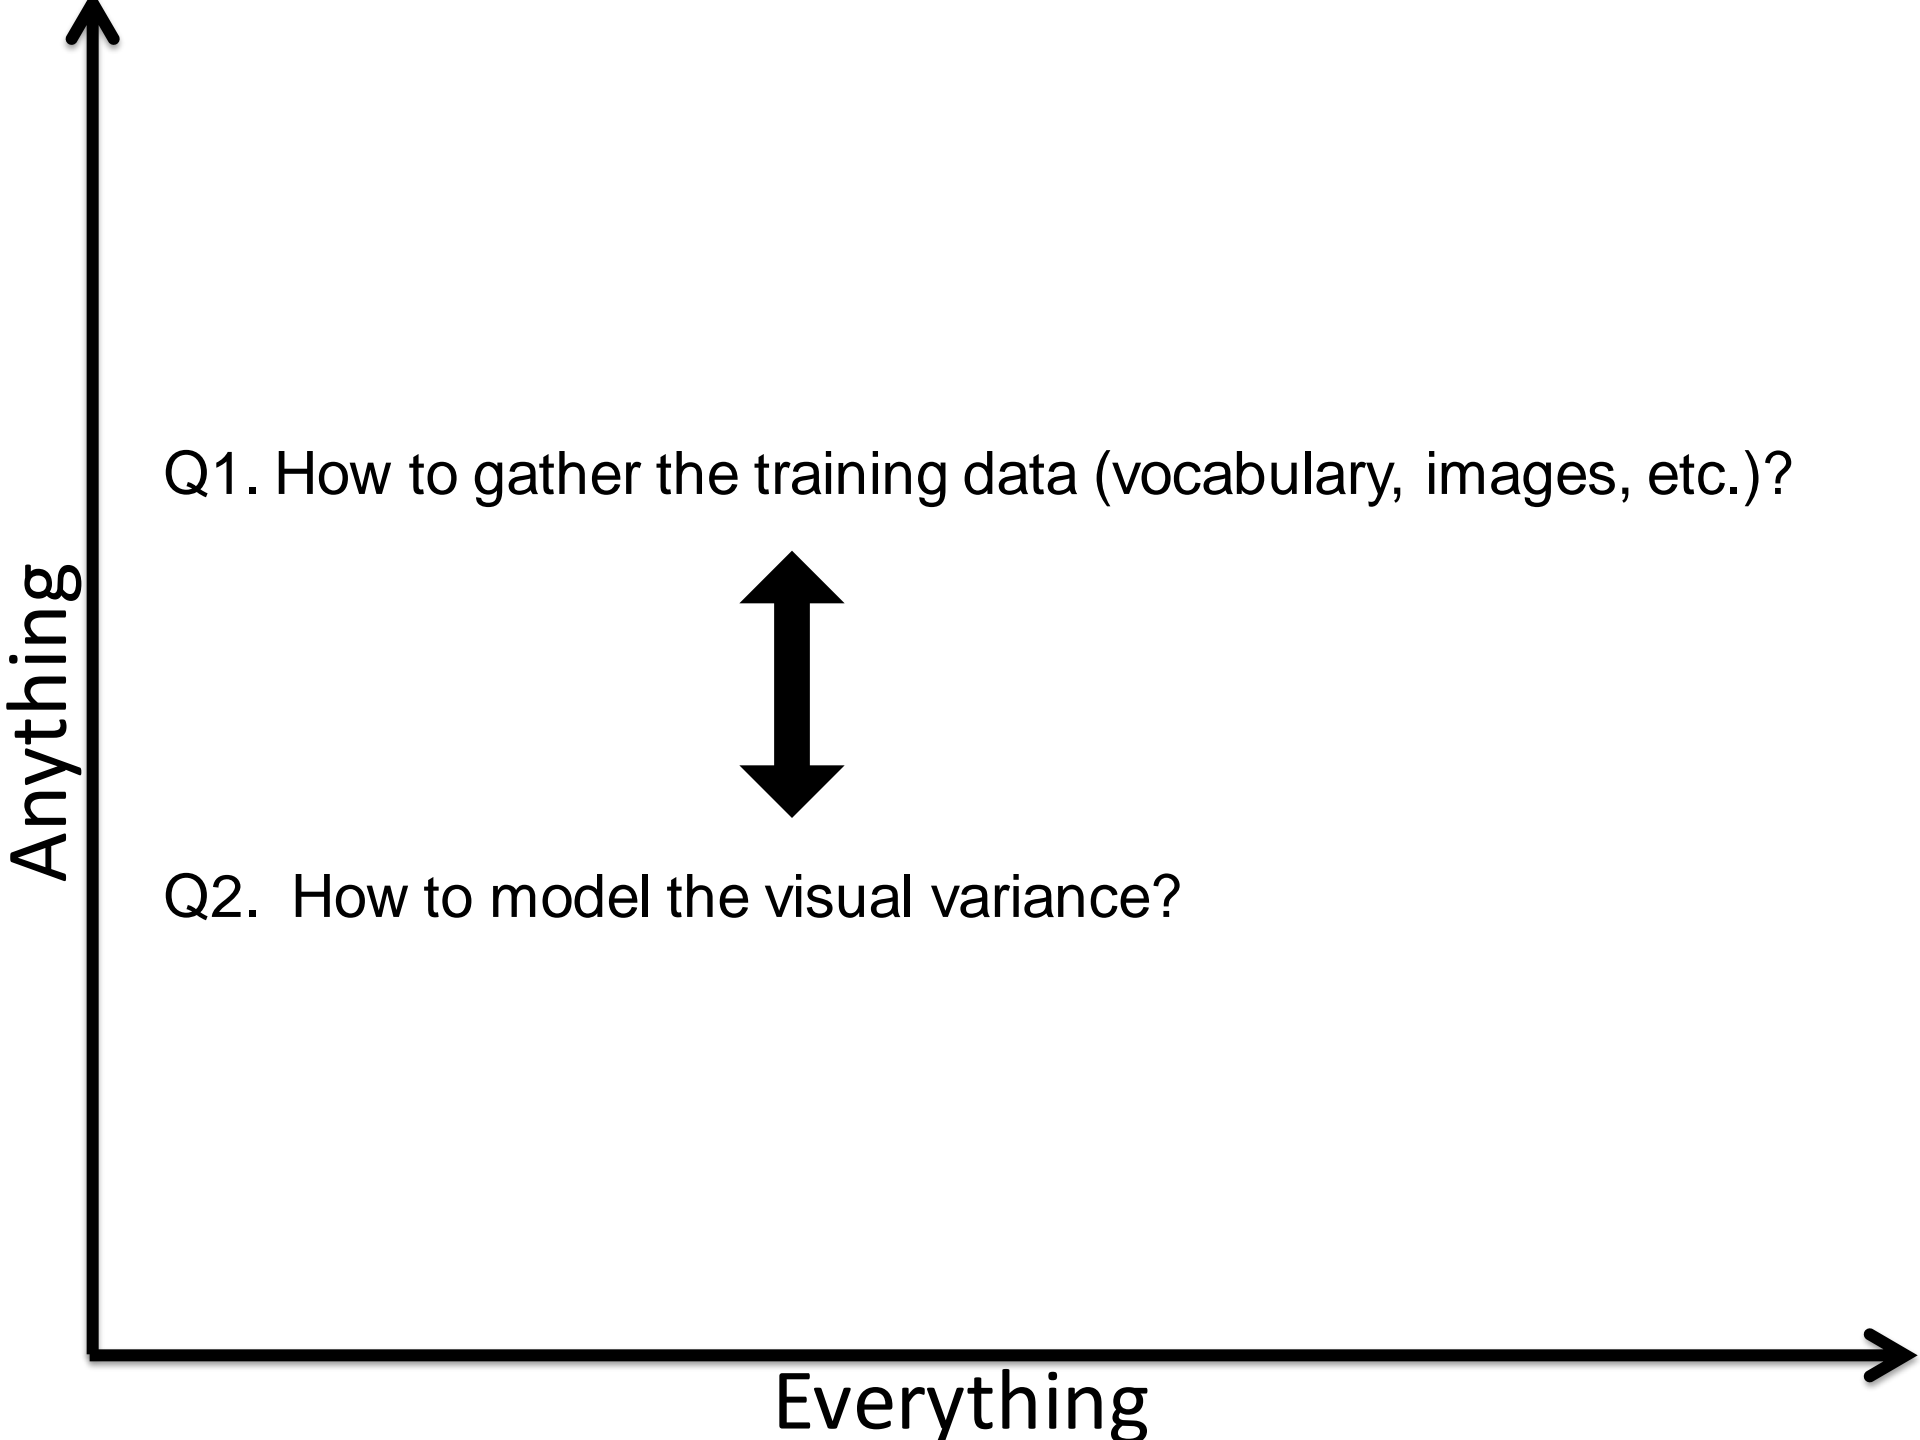 Q1. How to gather the training data (vocabulary, images, etc.)?
Anything
Q2. How to model the visual variance?
Everything